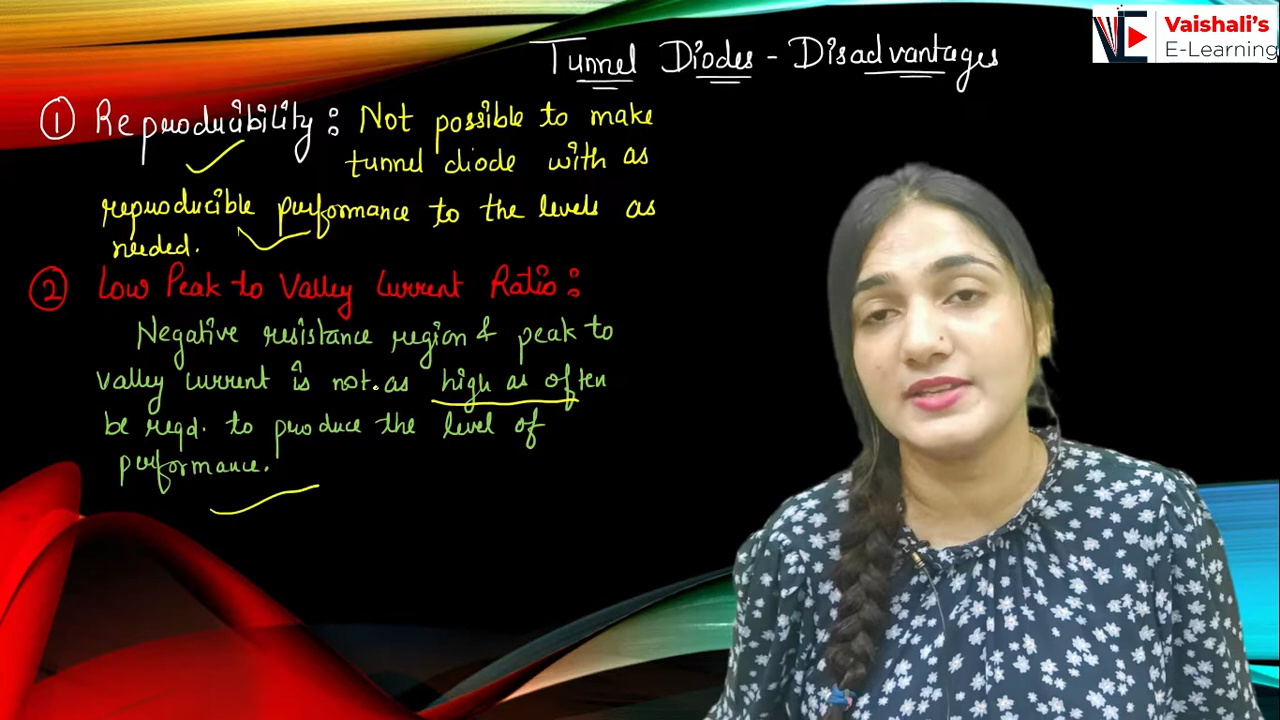 Vaishali's
E-Learning
Tunnel Diodes - Disadvantages
① Reproducibility : Not possible to make
tunnel diode with as
reproducible performance to the levels as
needed.
② Low Peak to Valley Current Ratio :
Negative resistance region & peak to
valley current is not as high as often
be reqd. to produce the level of
performance.